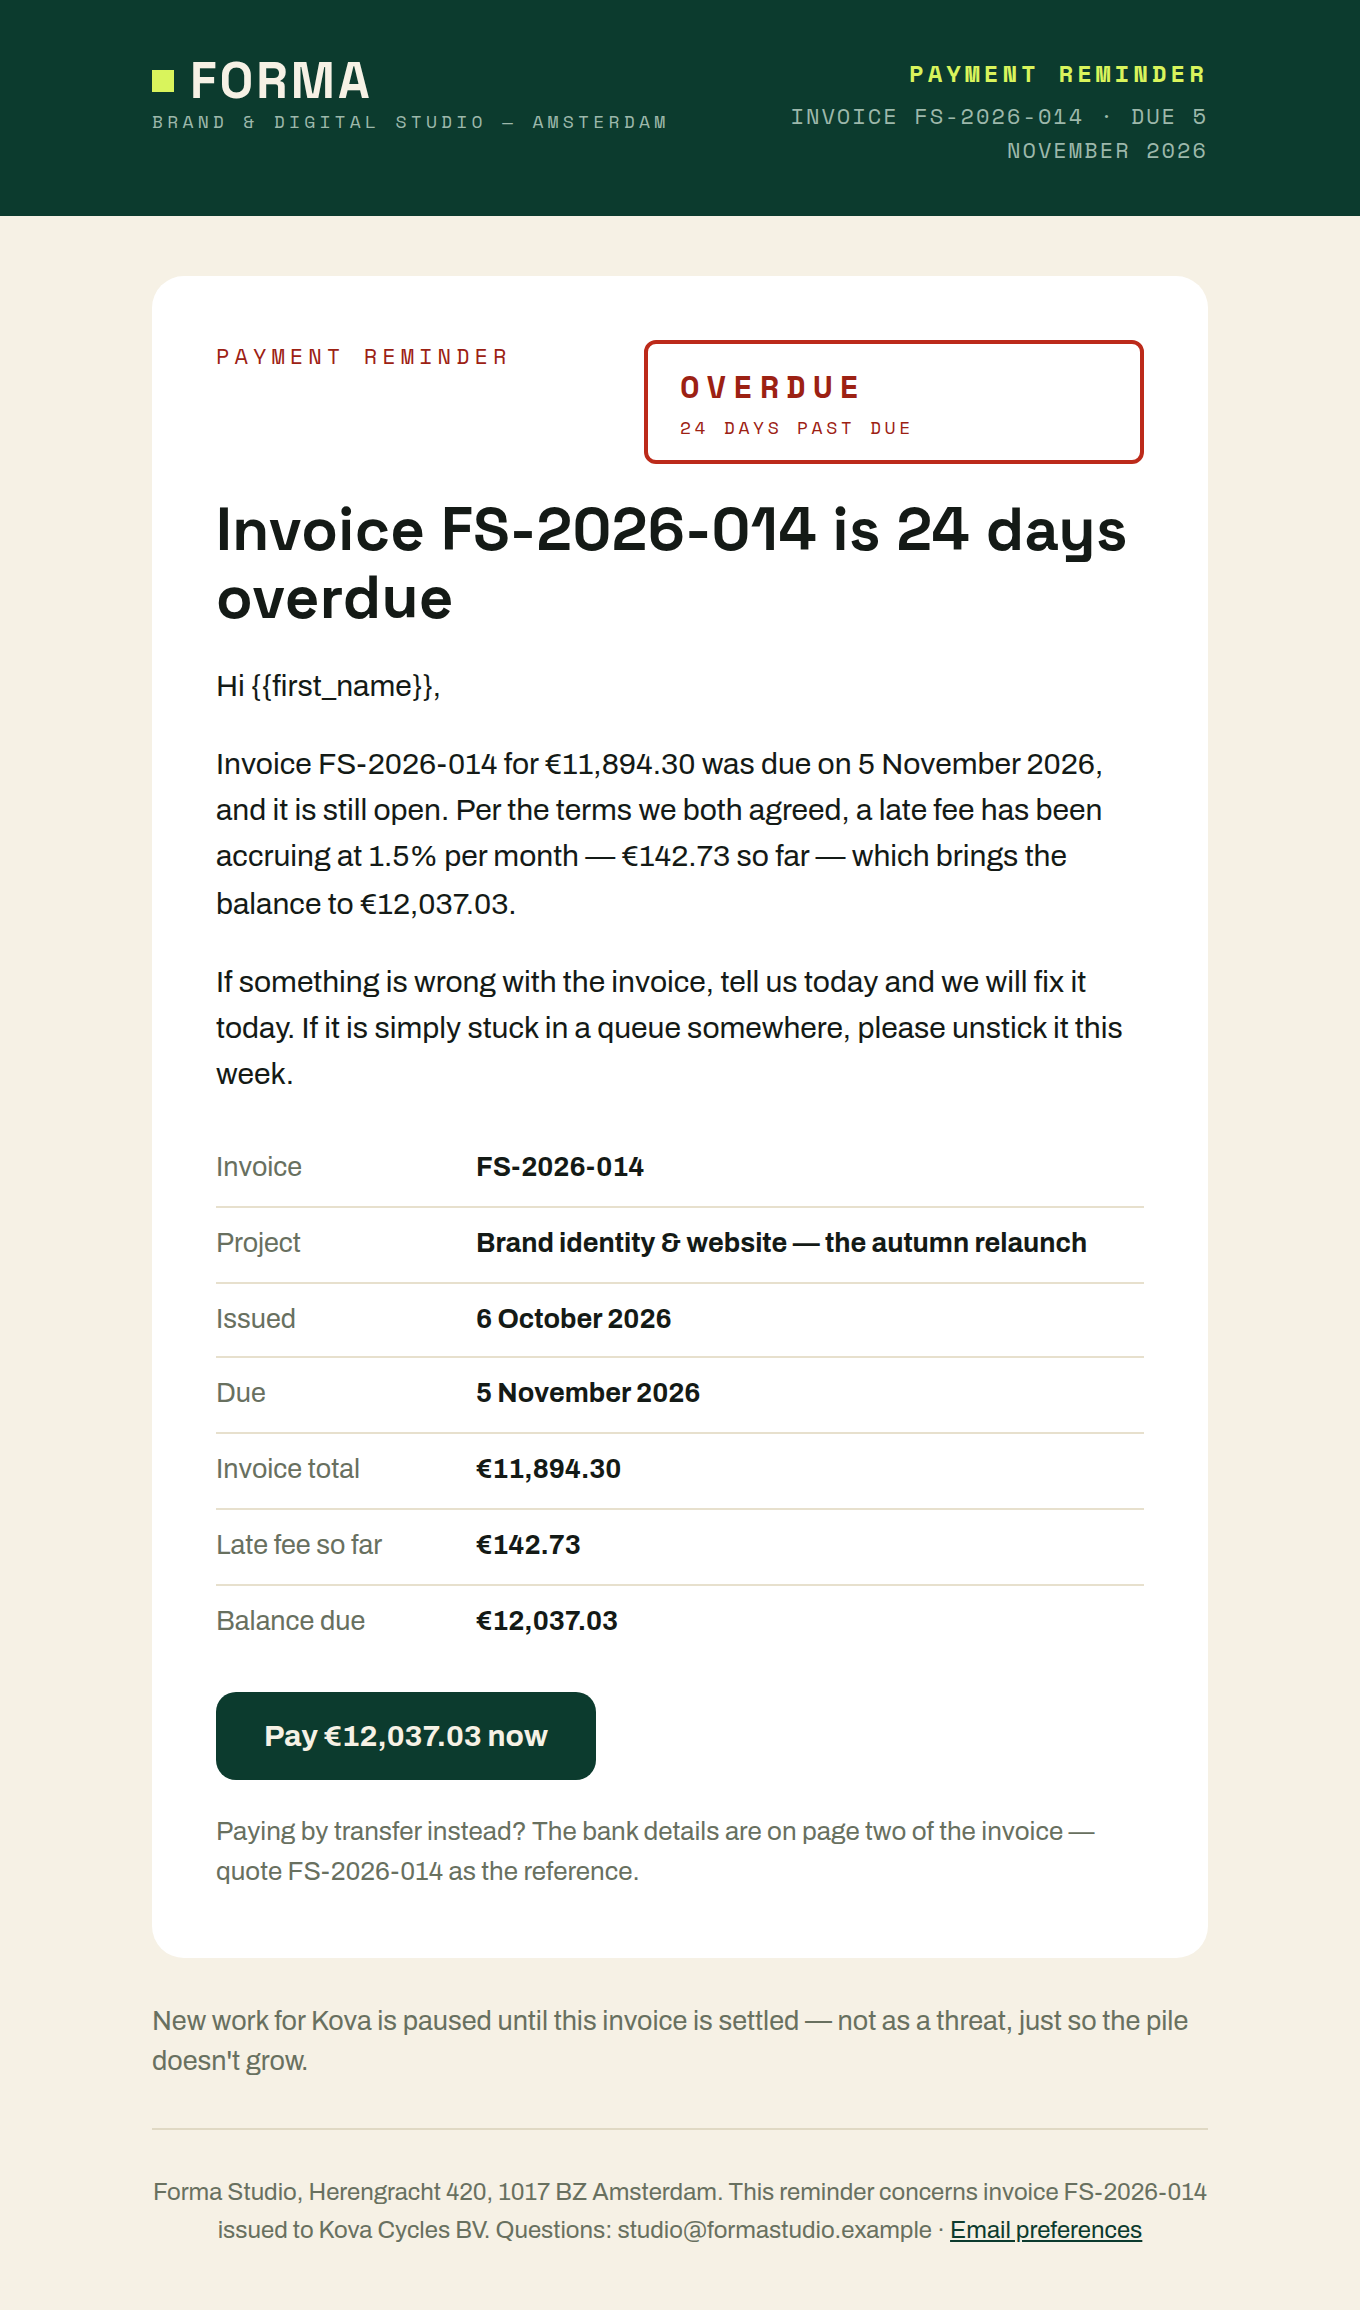 FORMA
BRAND & DIGITAL STUDIO — AMSTERDAM
PAYMENT REMINDER
INVOICE FS-2026-014 · DUE 5
NOVEMBER 2026
PAYMENT REMINDER
OVERDUE
24 DAYS PAST DUE
Invoice FS-2026-014 is 24 days
overdue
Hi {{first_name}},
Invoice FS-2026-014 for €11,894.30 was due on 5 November 2026,
and it is still open. Per the terms we both agreed, a late fee has been
accruing at 1.5% per month — €142.73 so far — which brings the
balance to €12,037.03.
If something is wrong with the invoice, tell us today and we will fix it
today. If it is simply stuck in a queue somewhere, please unstick it this
week.
Invoice FS-2026-014
Project Brand identity & website — the autumn relaunch
Issued 6 October 2026
Due 5 November 2026
Invoice total €11,894.30
Late fee so far €142.73
Balance due €12,037.03
Pay €12,037.03 now
Paying by transfer instead? The bank details are on page two of the invoice —
quote FS-2026-014 as the reference.
New work for Kova is paused until this invoice is settled — not as a threat, just so the pile
doesn't grow.
Forma Studio, Herengracht 420, 1017 BZ Amsterdam. This reminder concerns invoice FS-2026-014
issued to Kova Cycles BV. Questions: studio@formastudio.example · Email preferences